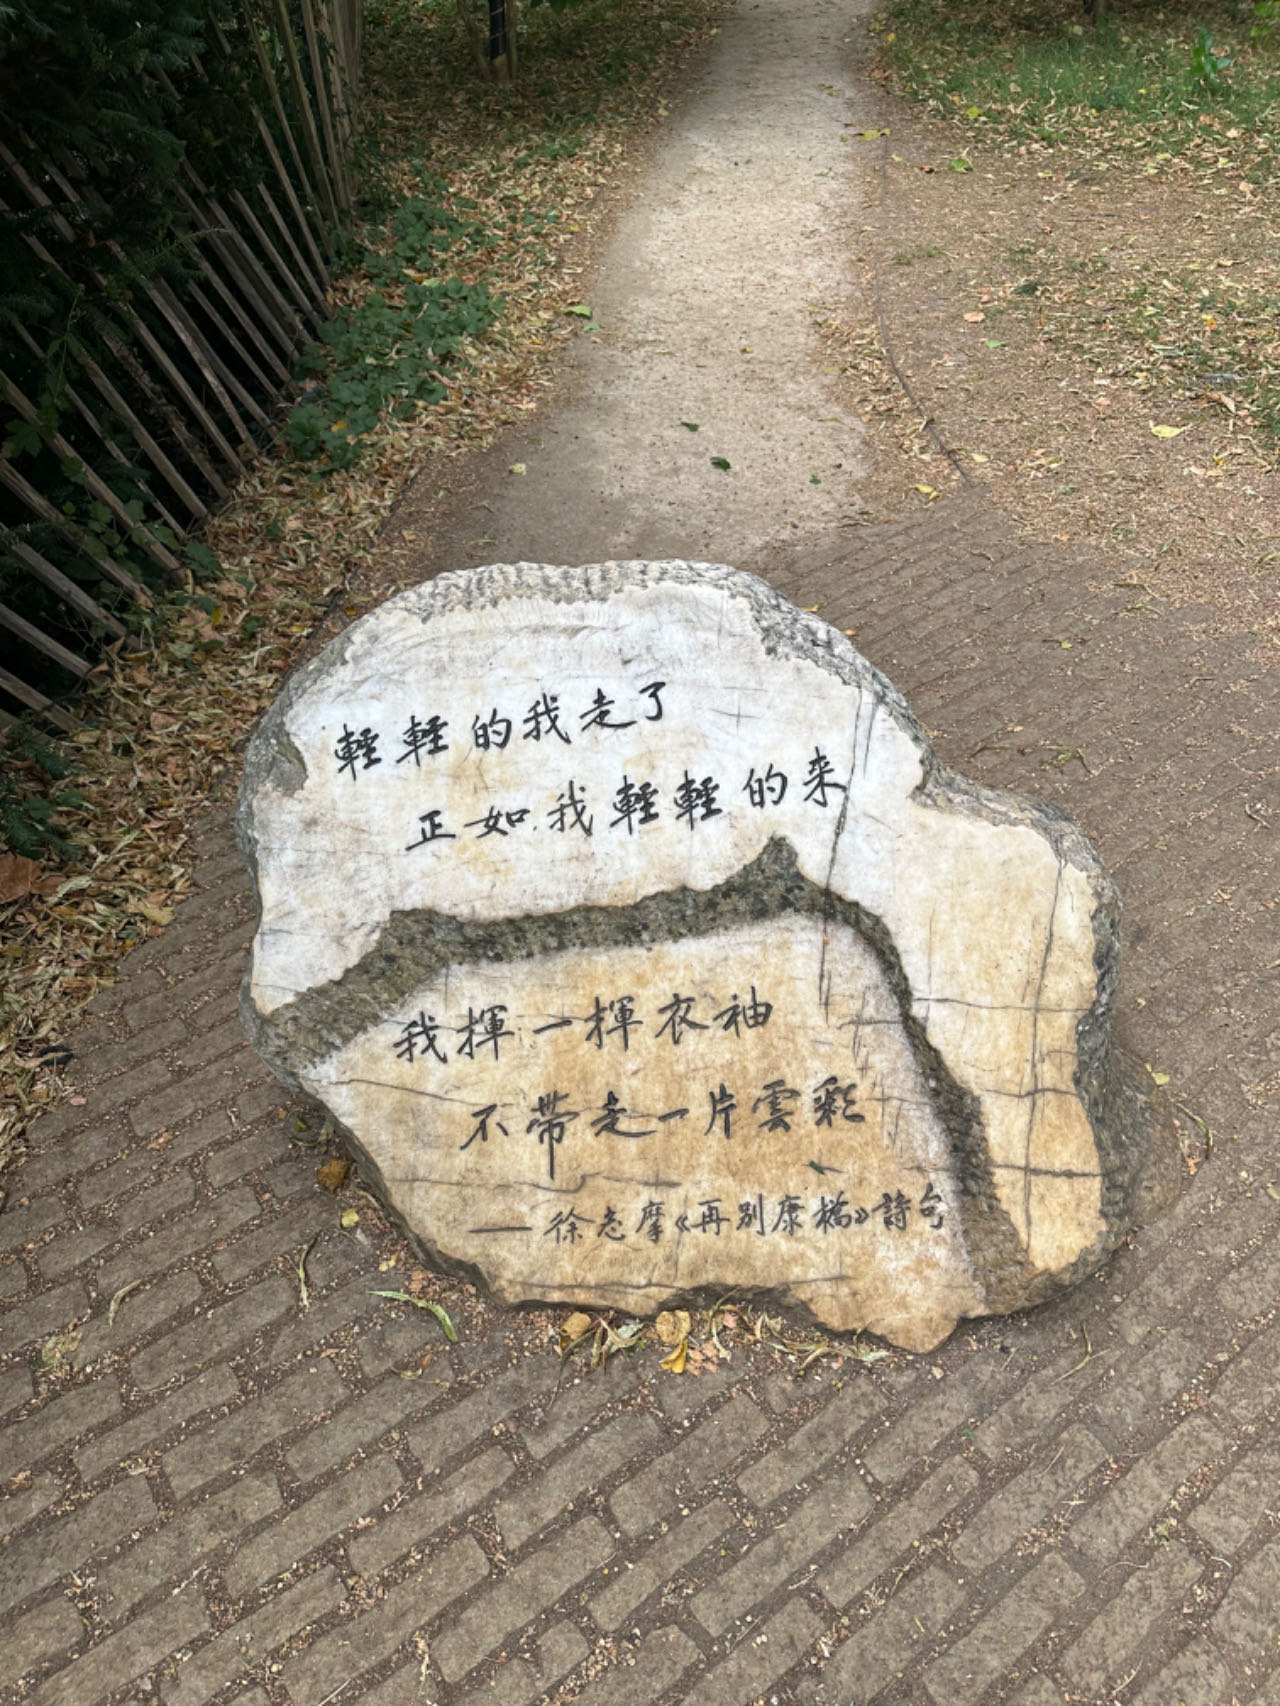 輕輕的我走了
正如我輕輕的来
我揮一揮衣袖
不帶走一片雲彩
——徐志摩《再别康橋》詩句